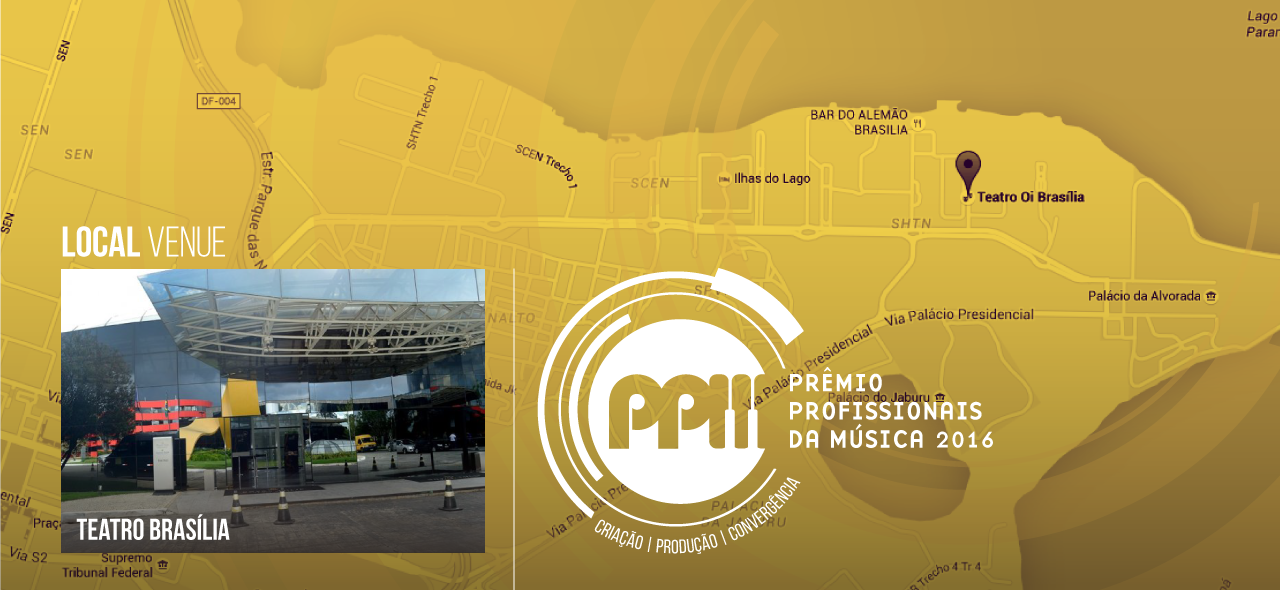 Lago
SEN
DF-004
SHTN Trecho 1
BAR DO ALEMÃO
BRASILIA
SEN
SEN
SCEN Trecho 1
SCEN
Ilhas do Lago
Teatro Oi Brasília
Estr. Parque das N
SEN
SHTN
LOCAL VENUE
Palácio da Alvorada
Via Palácio Presidencial
Via Palácio Presidencial
PRÊMIO
PROFISSIONAIS
DA MÚSICA 2016
PPM
Palácio do Jaburu
CRIAÇÃO | PRODUÇÃO | CONVERGÊNCIA
TEATRO BRASÍLIA
Via S2
Supremo
Tribunal Federal
Trecho 4 Tr 4